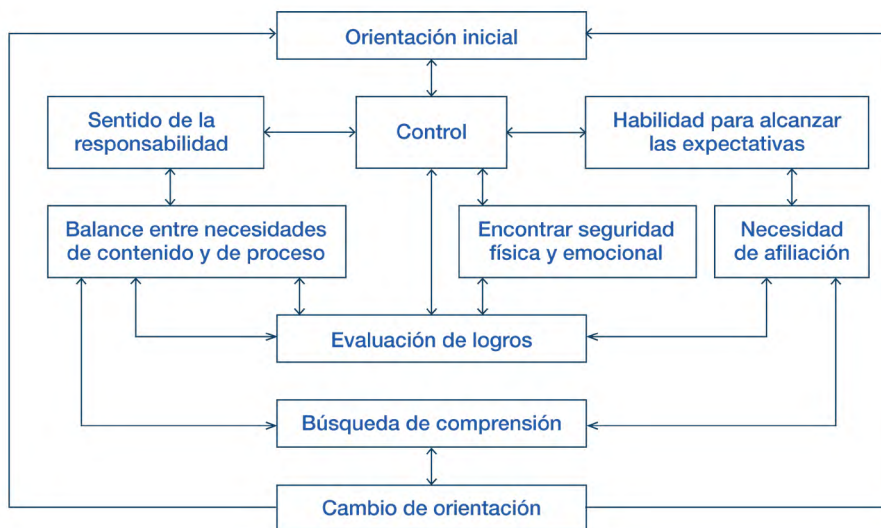 Orientación inicial
Sentido de la
responsabilidad
Control
Habilidad para alcanzar
las expectativas
Balance entre necesidades
de contenido y de proceso
Encontrar seguridad
física y emocional
Necesidad
de afiliación
Evaluación de logros
Búsqueda de comprensión
Cambio de orientación